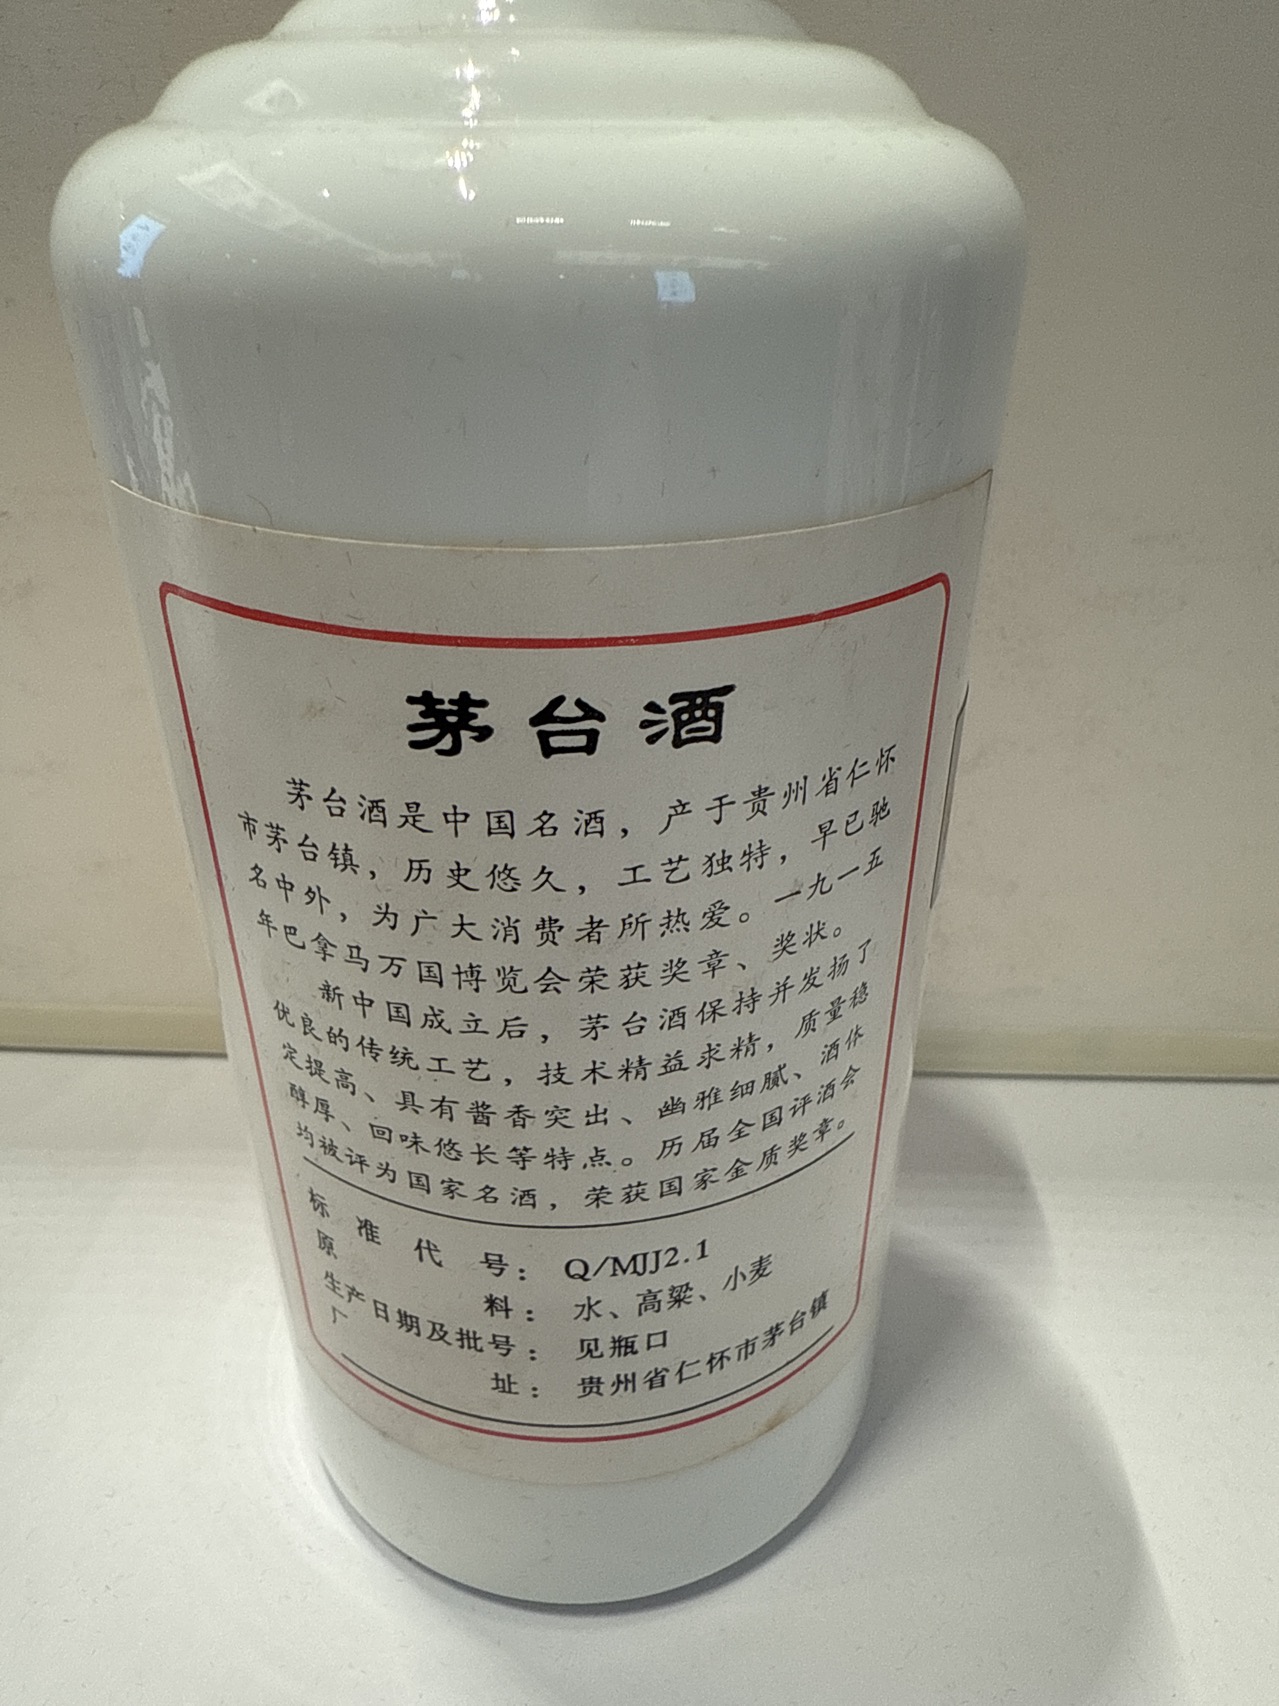 茅台酒
茅台酒是中国名酒，产于贵州省仁怀
市茅台镇，历史悠久，工艺独特，早已驰
名中外，为广大消费者所热爱。一九一五
年巴拿马万国博览会荣获奖章、奖状。
新中国成立后，茅台酒保持并发扬了
优良的传统工艺，技术精益求精，质量稳
定提高、具有酱香突出、幽雅细腻、酒体
醇厚、回味悠长等特点。历届全国评酒会
均被评为国家名酒，荣获国家金质奖章。
标准代号：Q/MJJ2.1
原料：水、高粱、小麦
生产日期及批号：见瓶口
厂址：贵州省仁怀市茅台镇